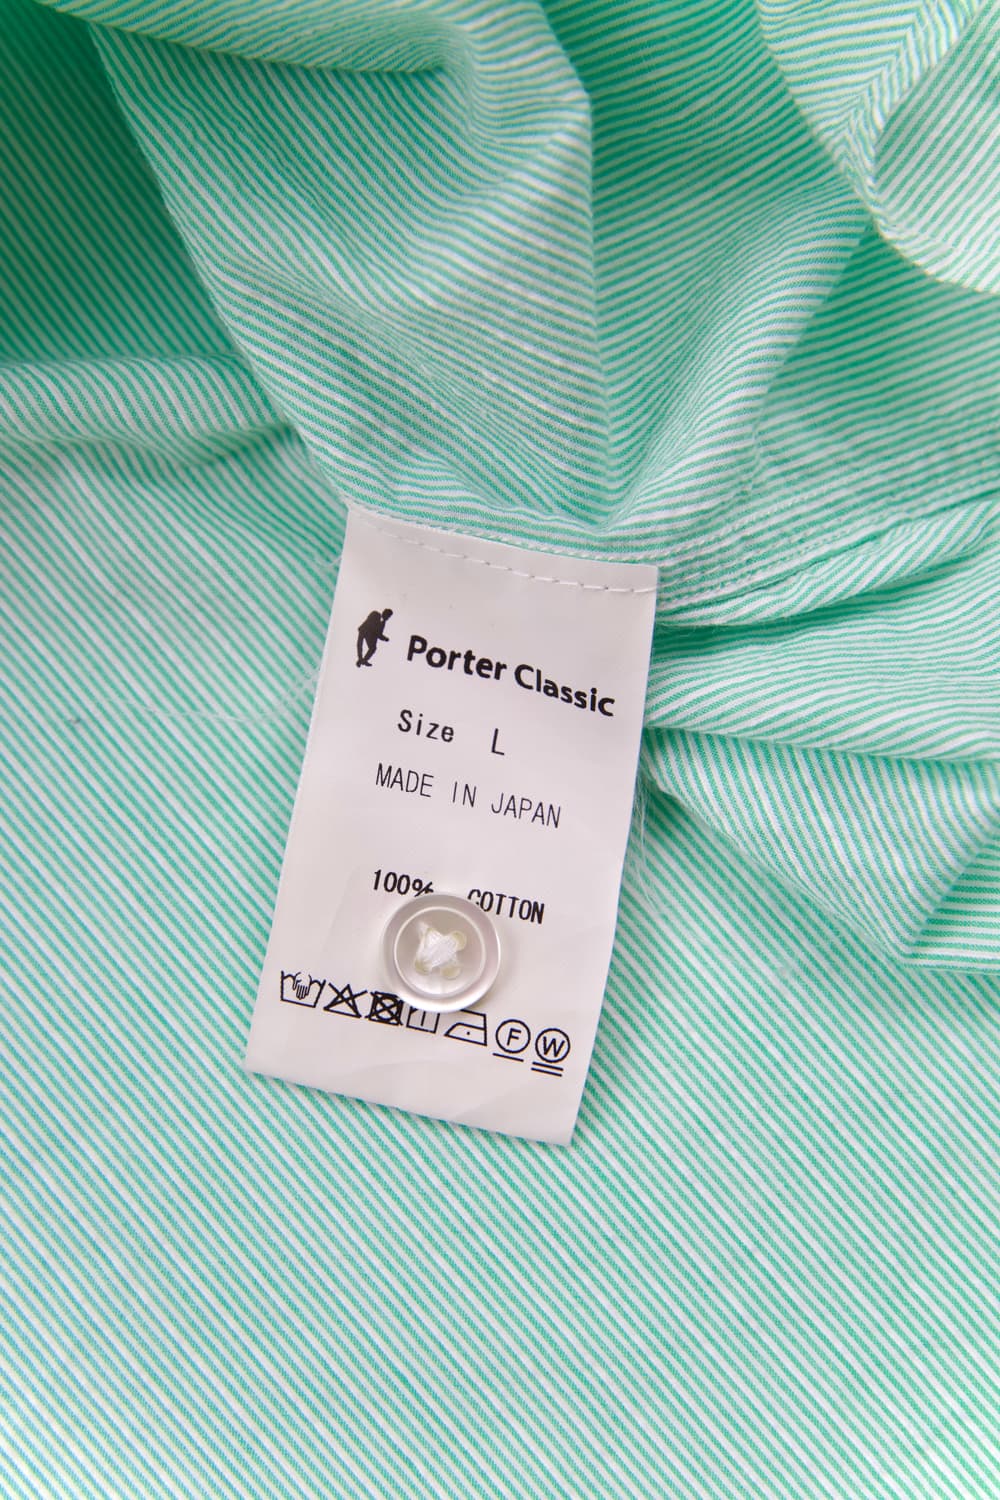 Porter Classic
Size L
MADE IN JAPAN
100% COTTON
F W